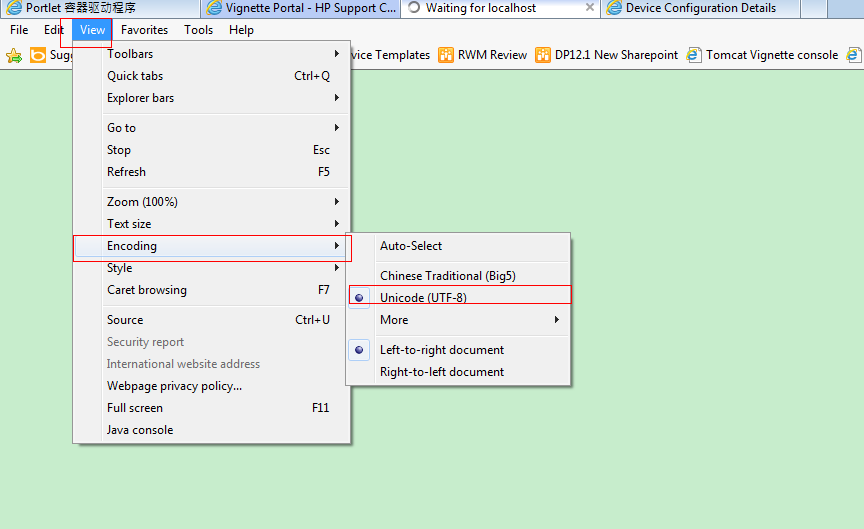 Portlet 容器驱动程序 Vignette Portal - HP Support C... Waiting for localhost Device Configuration Details
File Edit View Favorites Tools Help
Sugg vice Templates RWM Review DP12.1 New Sharepoint Tomcat Vignette console
Toolbars
Quick tabs Ctrl+Q
Explorer bars
Go to
Stop Esc
Refresh F5
Zoom (100%)
Text size
Encoding
Style
Caret browsing F7
Source Ctrl+U
Security report
International website address
Webpage privacy policy...
Full screen F11
Java console
Auto-Select
Chinese Traditional (Big5)
Unicode (UTF-8)
More
Left-to-right document
Right-to-left document